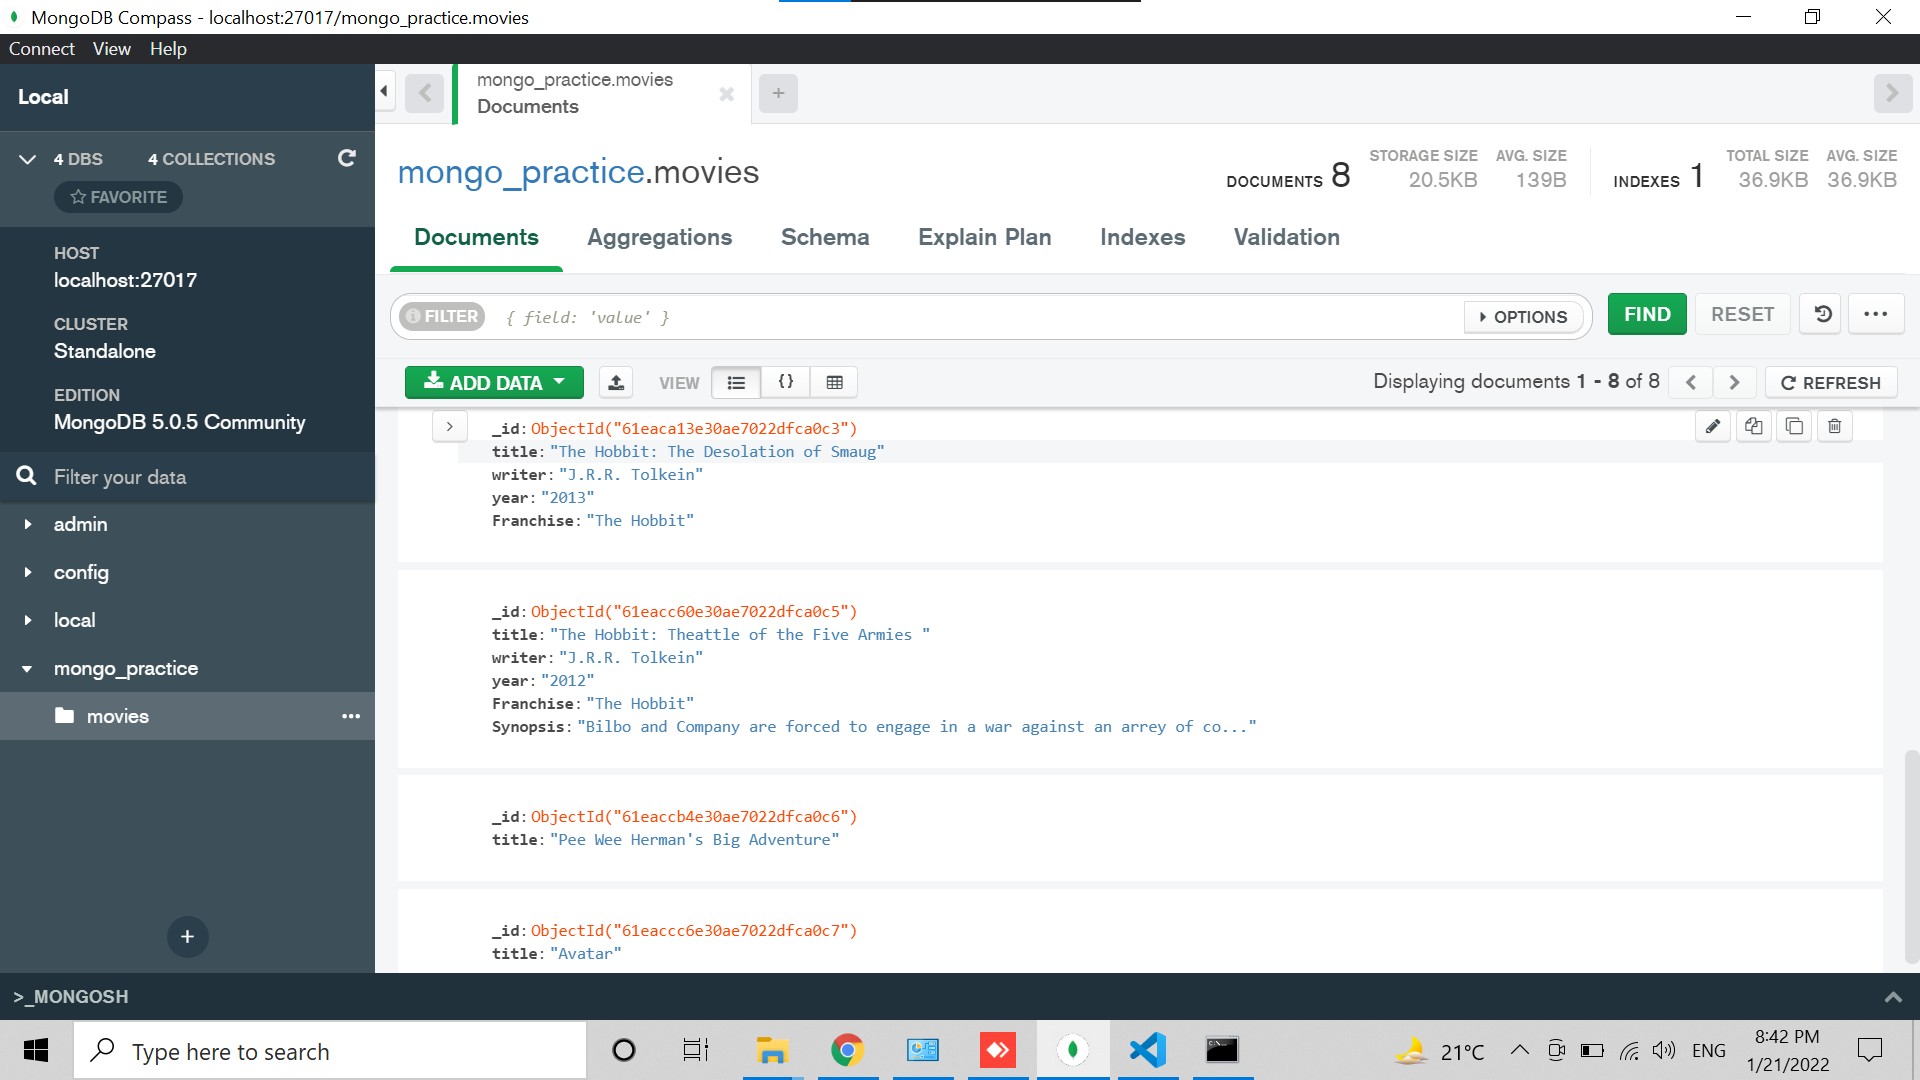 MongoDB Compass - localhost:27017/mongo_practice.movies
Connect View Help
Local
4 DBS 4 COLLECTIONS
FAVORITE
HOST
localhost:27017
CLUSTER
Standalone
EDITION
MongoDB 5.0.5 Community
Filter your data
admin
config
local
mongo_practice
movies
mongo_practice.movies
Documents
mongo_practice.movies
DOCUMENTS 8
STORAGE SIZE
20.5KB
AVG. SIZE
139B
INDEXES 1
TOTAL SIZE
36.9KB
AVG. SIZE
36.9KB
Documents Aggregations Schema Explain Plan Indexes Validation
FILTER { field: 'value' } OPTIONS FIND RESET
ADD DATA VIEW { } Displaying documents 1 - 8 of 8 REFRESH
_id: ObjectId("61eaca13e30ae7022dfca0c3")
title: "The Hobbit: The Desolation of Smaug"
writer: "J.R.R. Tolkein"
year: "2013"
Franchise: "The Hobbit"
_id: ObjectId("61eacc60e30ae7022dfca0c5")
title: "The Hobbit: Theattle of the Five Armies "
writer: "J.R.R. Tolkein"
year: "2012"
Franchise: "The Hobbit"
Synopsis: "Bilbo and Company are forced to engage in a war against an arrey of co..."
_id: ObjectId("61eaccb4e30ae7022dfca0c6")
title: "Pee Wee Herman's Big Adventure"
_id: ObjectId("61eaccc6e30ae7022dfca0c7")
title: "Avatar"
>_MONGOSH
Type here to search
21°C
ENG
8:42 PM
1/21/2022